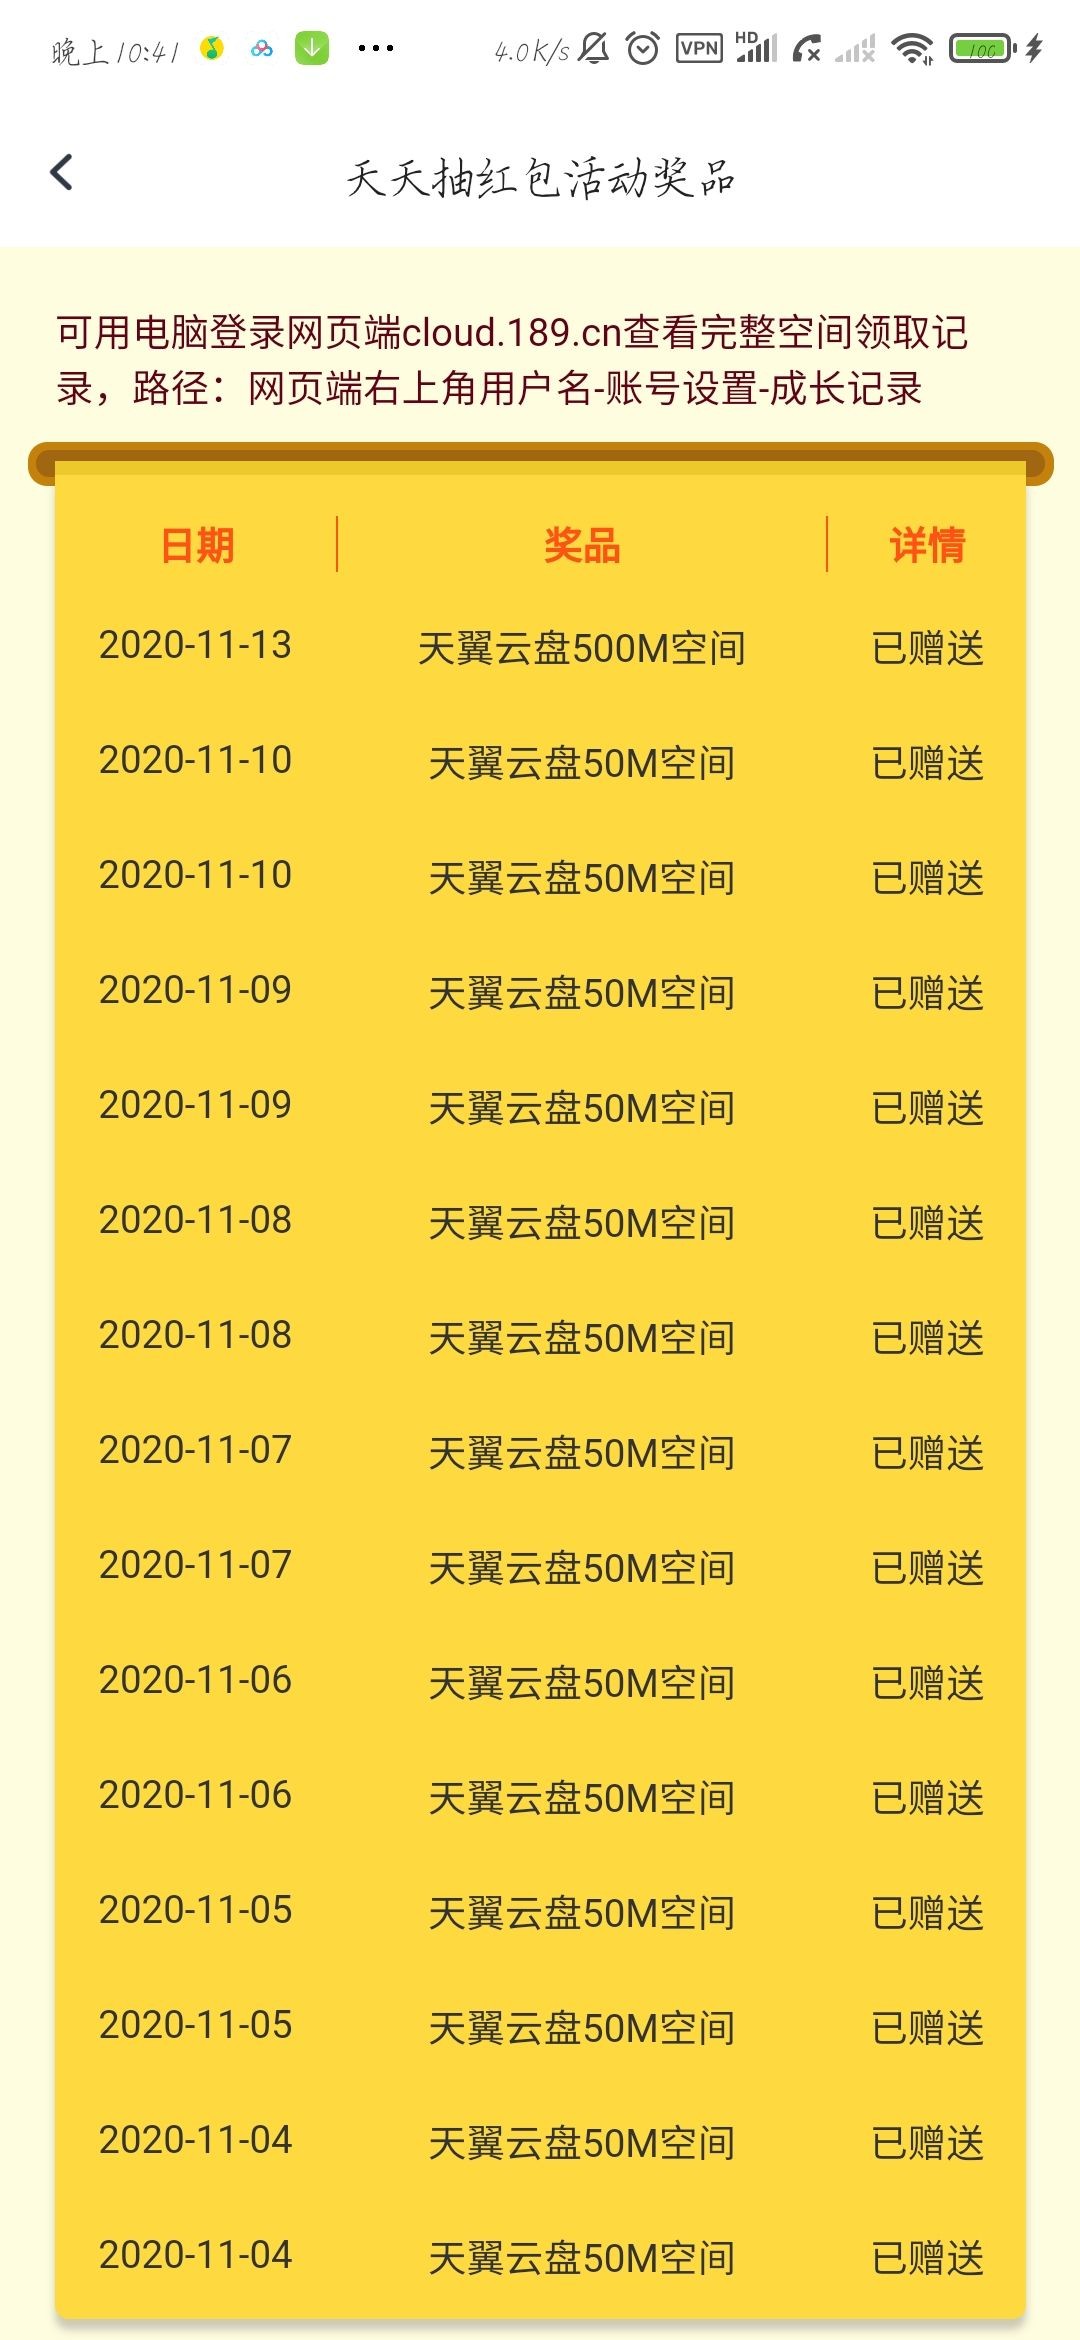 晚上10:41
4.0K/s VPN HD 100
天天抽红包活动奖品
可用电脑登录网页端cloud.189.cn查看完整空间领取记
录，路径：网页端右上角用户名-账号设置-成长记录
日期 奖品 详情
2020-11-13 天翼云盘500M空间 已赠送
2020-11-10 天翼云盘50M空间 已赠送
2020-11-10 天翼云盘50M空间 已赠送
2020-11-09 天翼云盘50M空间 已赠送
2020-11-09 天翼云盘50M空间 已赠送
2020-11-08 天翼云盘50M空间 已赠送
2020-11-08 天翼云盘50M空间 已赠送
2020-11-07 天翼云盘50M空间 已赠送
2020-11-07 天翼云盘50M空间 已赠送
2020-11-06 天翼云盘50M空间 已赠送
2020-11-06 天翼云盘50M空间 已赠送
2020-11-05 天翼云盘50M空间 已赠送
2020-11-05 天翼云盘50M空间 已赠送
2020-11-04 天翼云盘50M空间 已赠送
2020-11-04 天翼云盘50M空间 已赠送